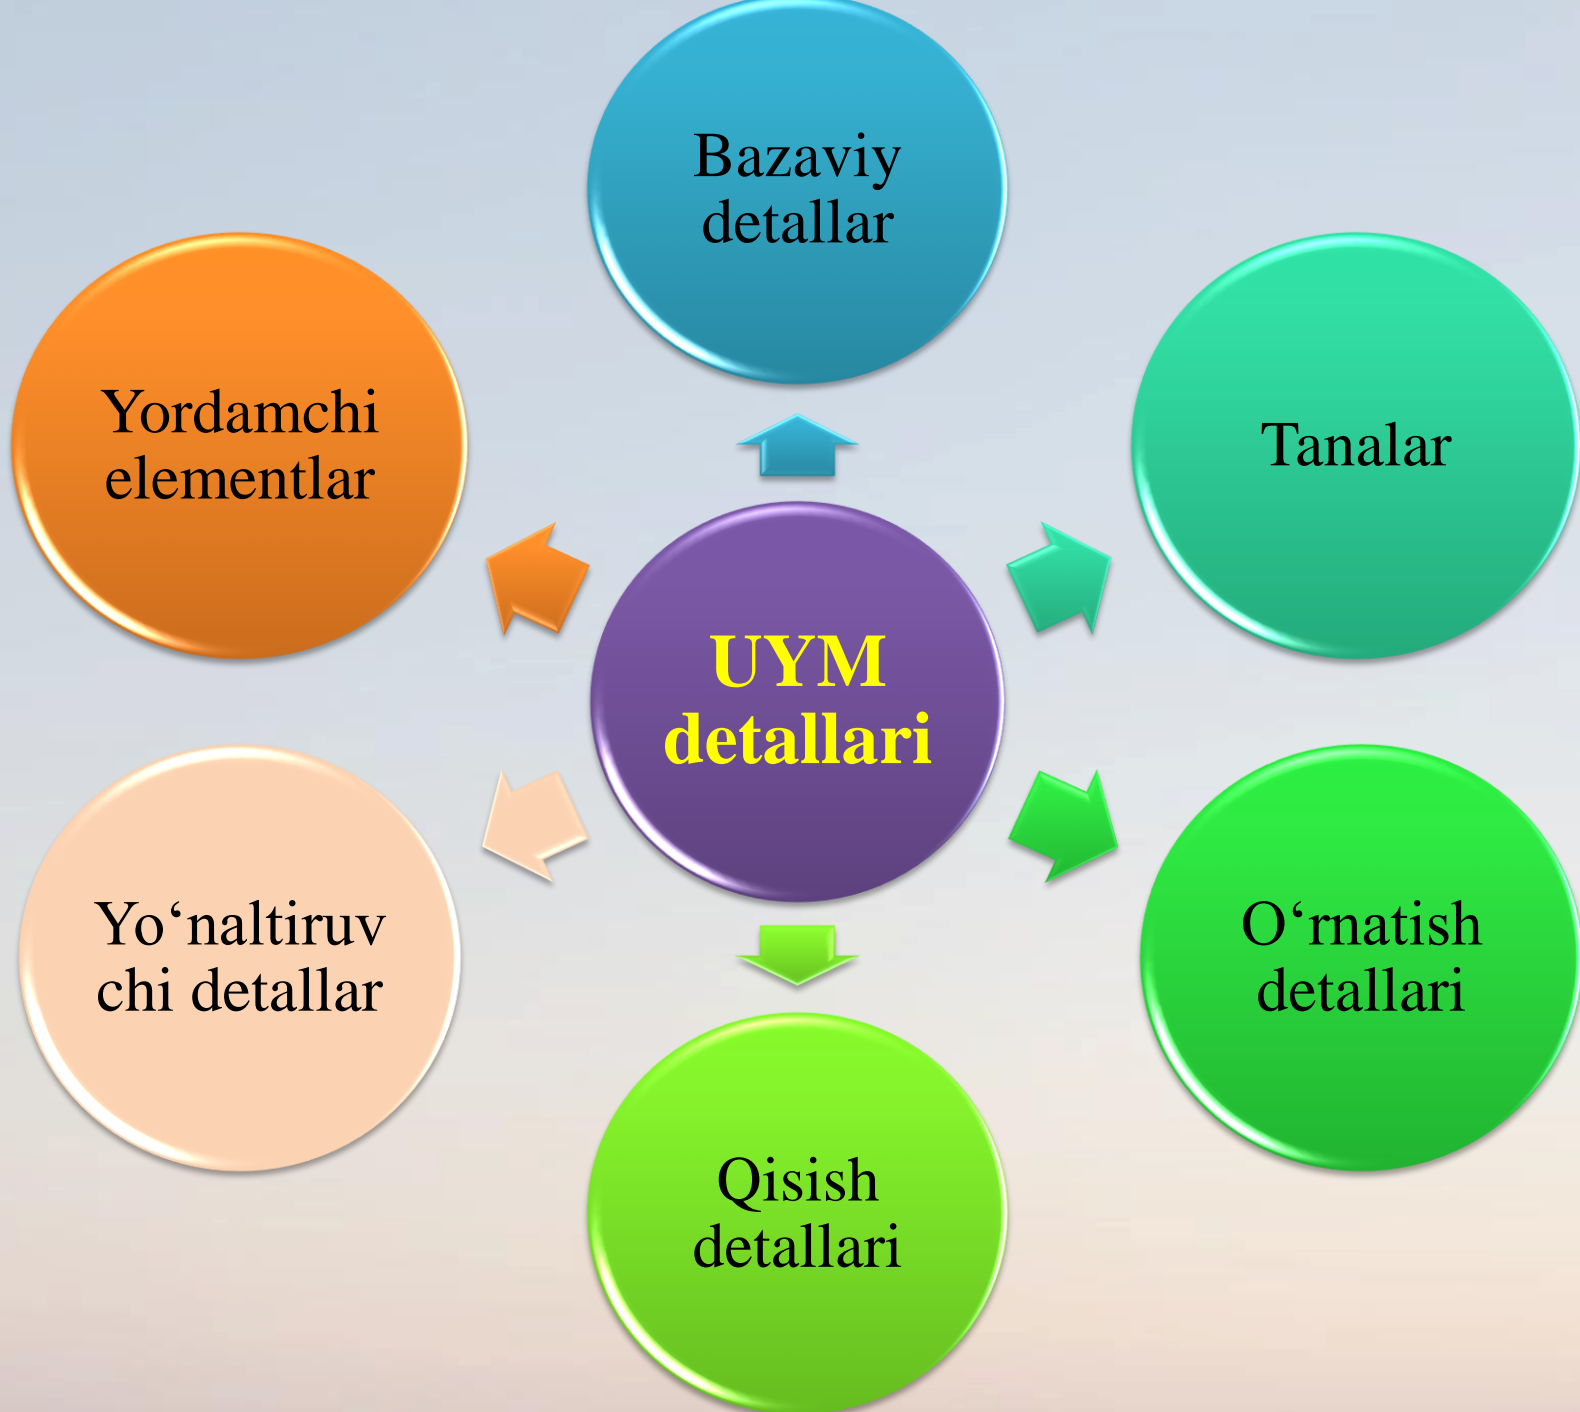 Bazaviy
detallar
Tanalar
O‘rnatish
detallari
Qisish
detallari
Yo‘naltiruv
chi detallar
Yordamchi
elementlar
UYM
detallari